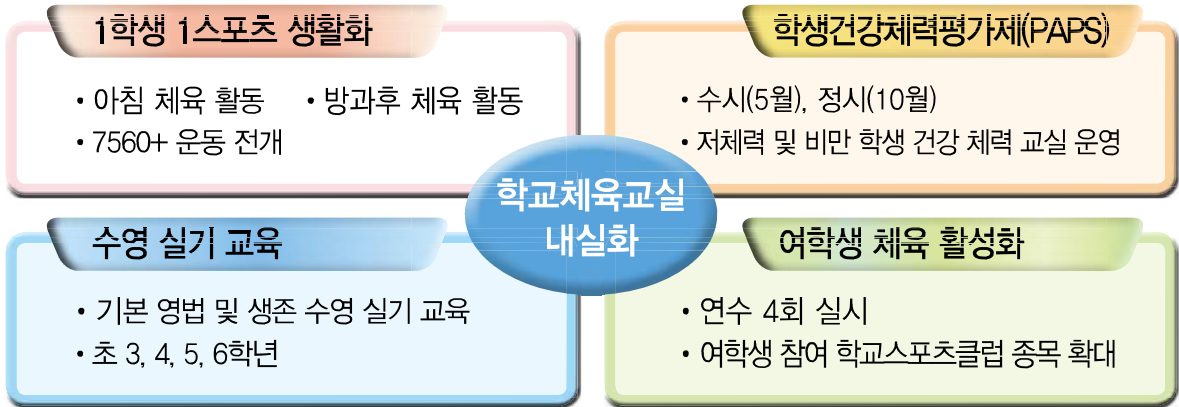 1학생 1스포츠 생활화
• 아침 체육 활동 • 방과후 체육 활동
• 7560+ 운동 전개
학생건강체력평가제(PAPS)
• 수시(5월), 정시(10월)
• 저체력 및 비만 학생 건강 체력 교실 운영
학교체육교실
내실화
수영 실기 교육
• 기본 영법 및 생존 수영 실기 교육
• 초 3, 4, 5, 6학년
여학생 체육 활성화
• 연수 4회 실시
• 여학생 참여 학교스포츠클럽 종목 확대